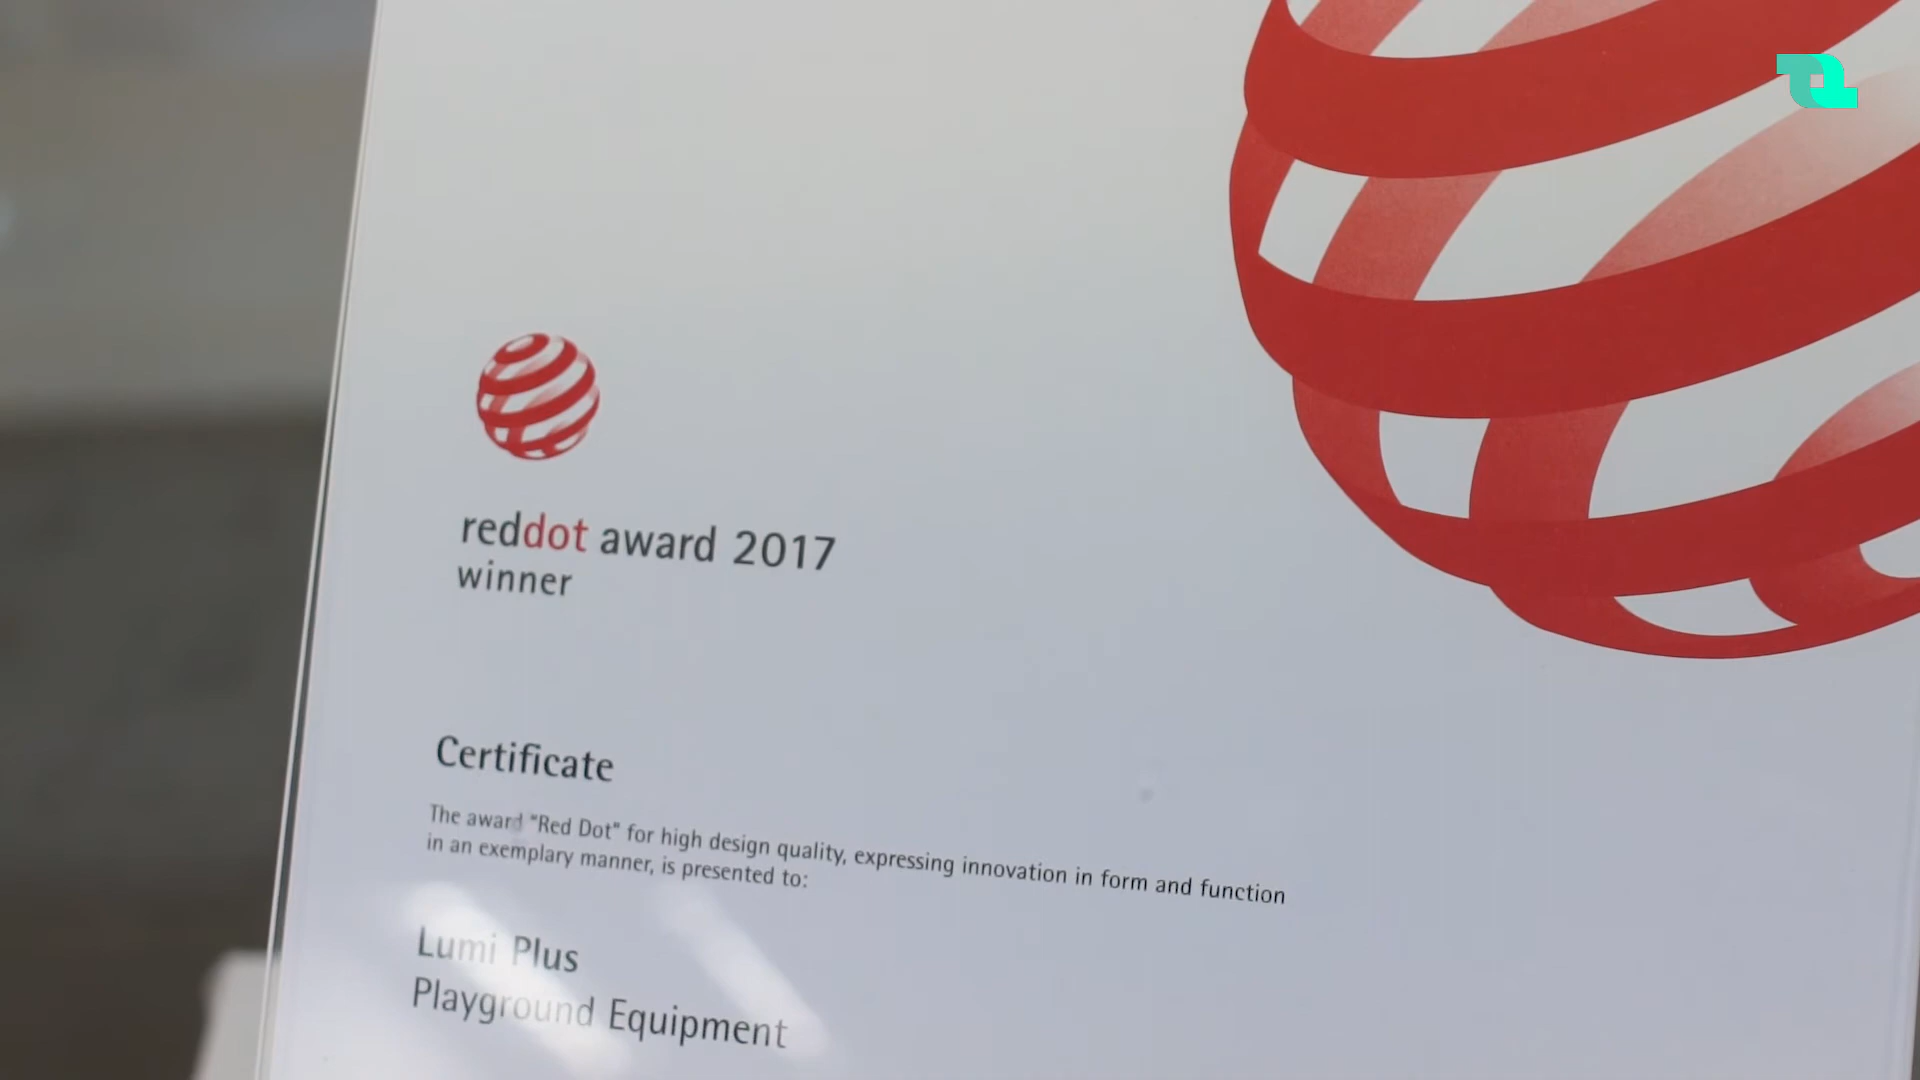 reddot award 2017
winner
Certificate
The award “Red Dot” for high design quality, expressing innovation in form and function
in an exemplary manner, is presented to:
Lumi Plus
Playground Equipment